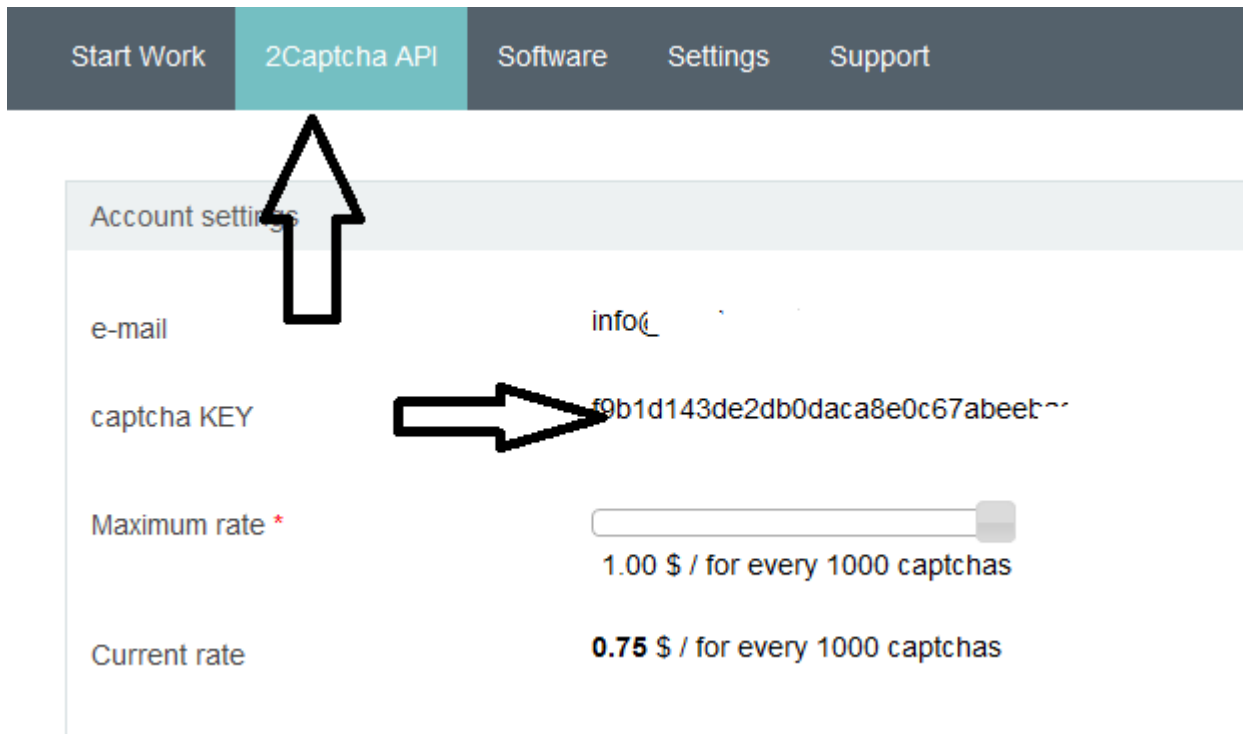 Start Work 2Captcha API Software Settings Support
Account settings
e-mail info@
captcha KEY f9b1d143de2db0daca8e0c67abeeb
Maximum rate *
1.00 $ / for every 1000 captchas
Current rate 0.75 $ / for every 1000 captchas